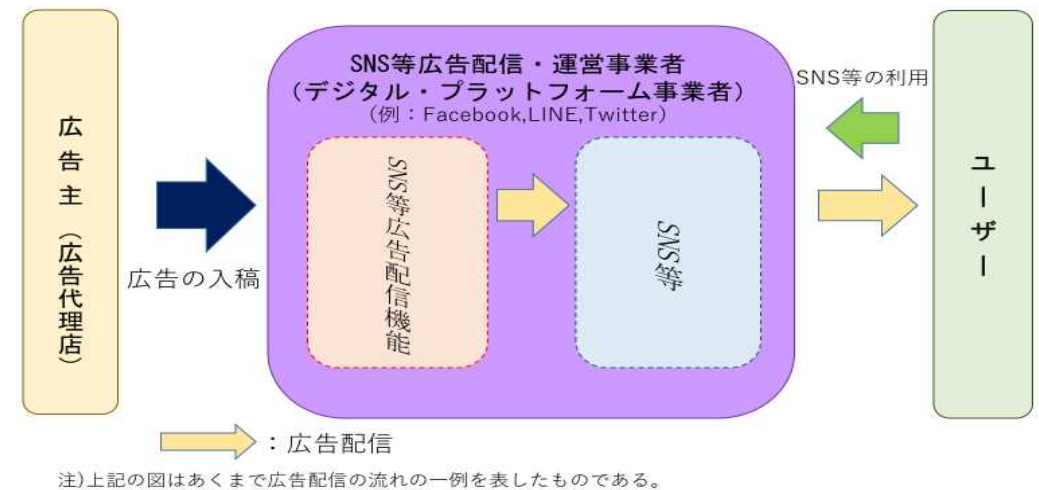 SNS等広告配信・運営事業者
(デジタル・プラットフォーム事業者)
(例:Facebook,LINE,Twitter)
広告主(広告代理店)
広告の入稿
SNS等広告配信機能
SNS等
SNS等の利用
ユーザー
:広告配信
注)上記の図はあくまで広告配信の流れの一例を表したものである。